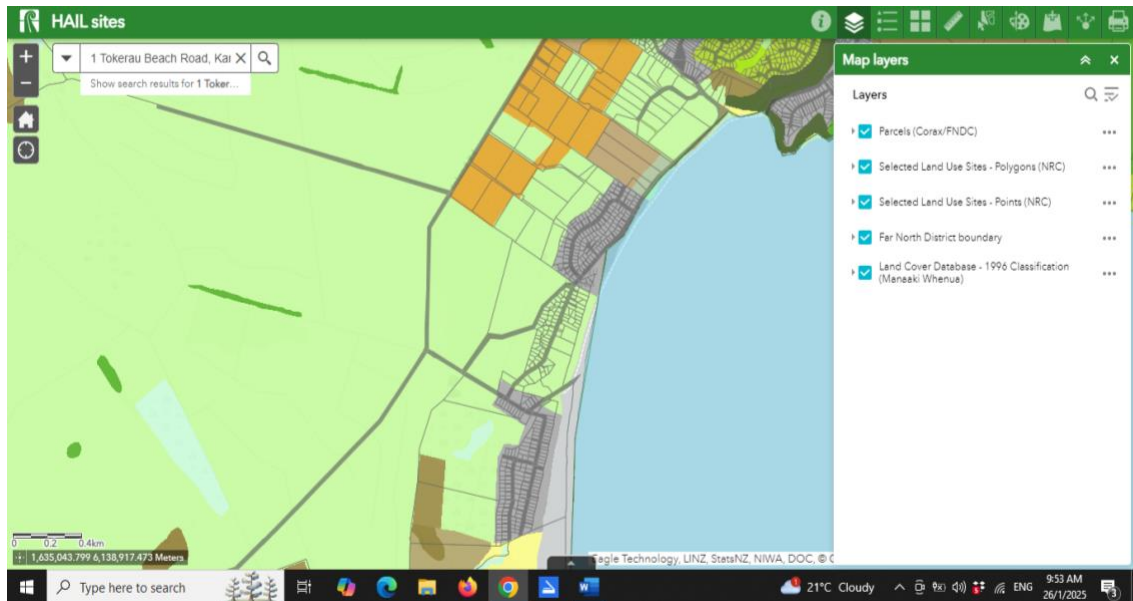 HAIL sites
1 Tokerau Beach Road, Kar
Show search results for 1 Toker...
Map layers
Layers
Parcels (Corax/FNDC)
Selected Land Use Sites - Polygons (NRC)
Selected Land Use Sites - Points (NRC)
Far North District boundary
Land Cover Database - 1996 Classification
(Manaaki Whenua)
0 0.2 0.4km
1,635,043.799 6,138,917.473 Meters
Eagle Technology, LINZ, StatsNZ, NIWA, DOC, ©
Type here to search
21°C Cloudy
ENG
9:53 AM
26/1/2025
3